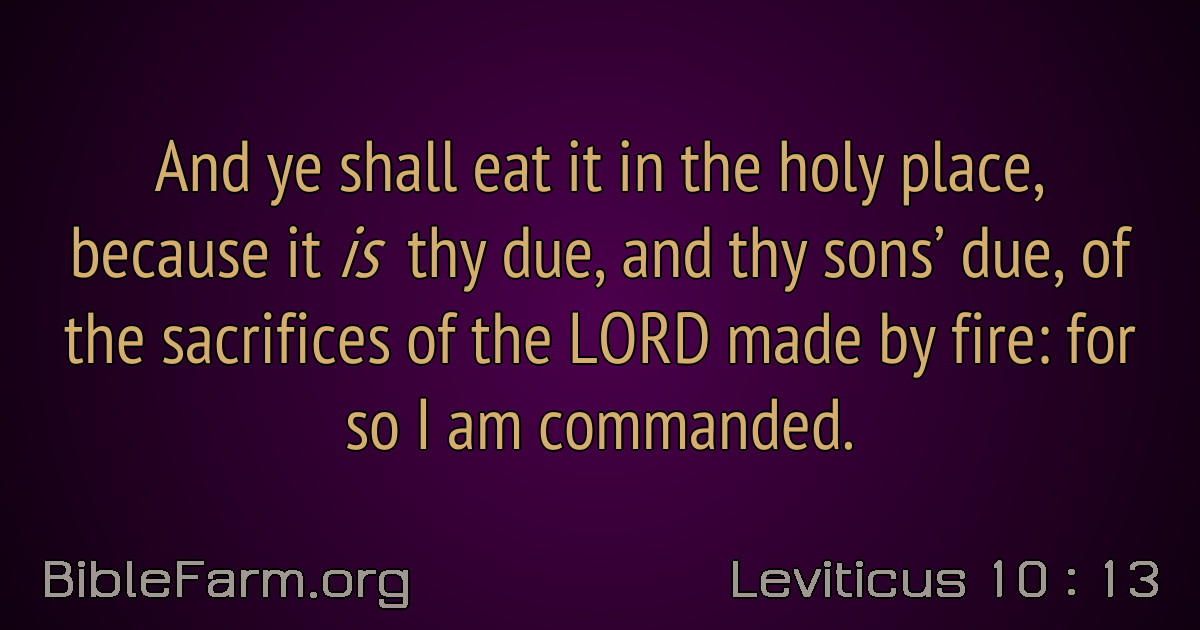 And ye shall eat it in the holy place,
because it is thy due, and thy sons’ due, of
the sacrifices of the LORD made by fire: for
so I am commanded.
BibleFarm.org
Leviticus 10 : 13